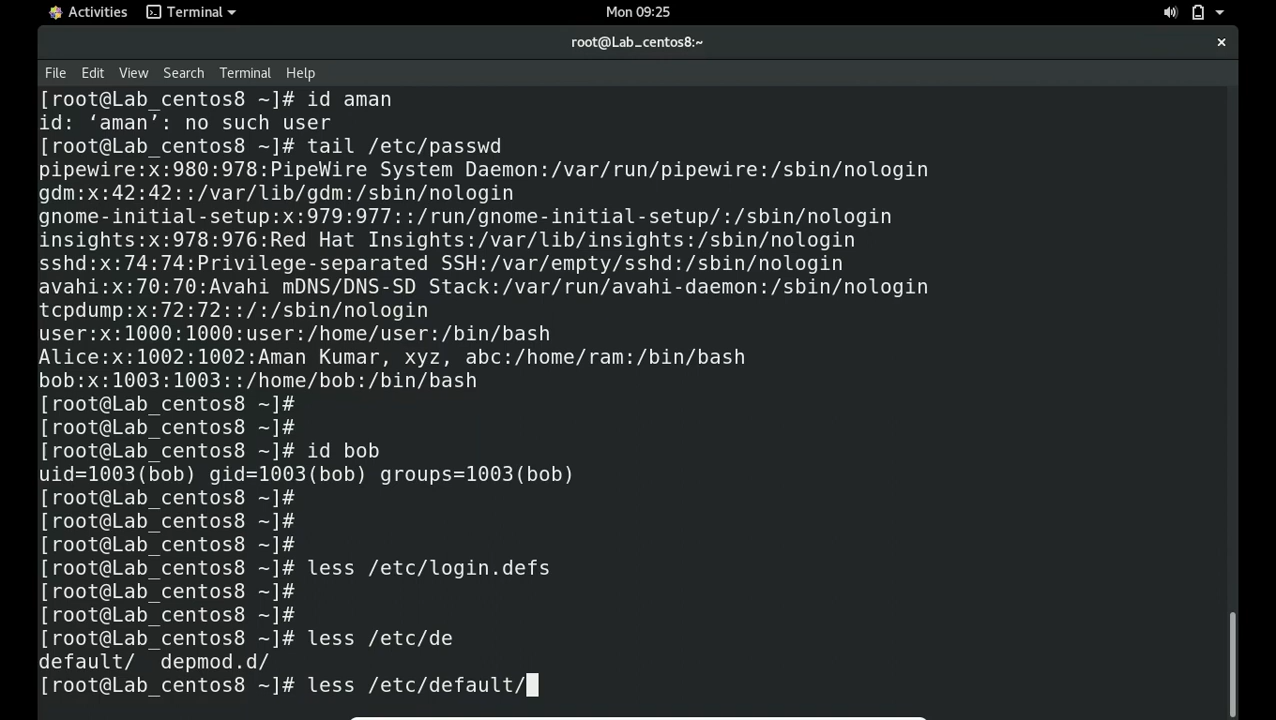 Activities Terminal Mon 09:25
root@Lab_centos8:~
File Edit View Search Terminal Help
[root@Lab_centos8 ~]# id aman
id: ‘aman’: no such user
[root@Lab_centos8 ~]# tail /etc/passwd
pipewire:x:980:978:PipeWire System Daemon:/var/run/pipewire:/sbin/nologin
gdm:x:42:42::/var/lib/gdm:/sbin/nologin
gnome-initial-setup:x:979:977::/run/gnome-initial-setup/:/sbin/nologin
insights:x:978:976:Red Hat Insights:/var/lib/insights:/sbin/nologin
sshd:x:74:74:Privilege-separated SSH:/var/empty/sshd:/sbin/nologin
avahi:x:70:70:Avahi mDNS/DNS-SD Stack:/var/run/avahi-daemon:/sbin/nologin
tcpdump:x:72:72::/:/sbin/nologin
user:x:1000:1000:user:/home/user:/bin/bash
Alice:x:1002:1002:Aman Kumar, xyz, abc:/home/ram:/bin/bash
bob:x:1003:1003::/home/bob:/bin/bash
[root@Lab_centos8 ~]#
[root@Lab_centos8 ~]#
[root@Lab_centos8 ~]# id bob
uid=1003(bob) gid=1003(bob) groups=1003(bob)
[root@Lab_centos8 ~]#
[root@Lab_centos8 ~]#
[root@Lab_centos8 ~]#
[root@Lab_centos8 ~]# less /etc/login.defs
[root@Lab_centos8 ~]#
[root@Lab_centos8 ~]#
[root@Lab_centos8 ~]# less /etc/de
default/ depmod.d/
[root@Lab_centos8 ~]# less /etc/default/